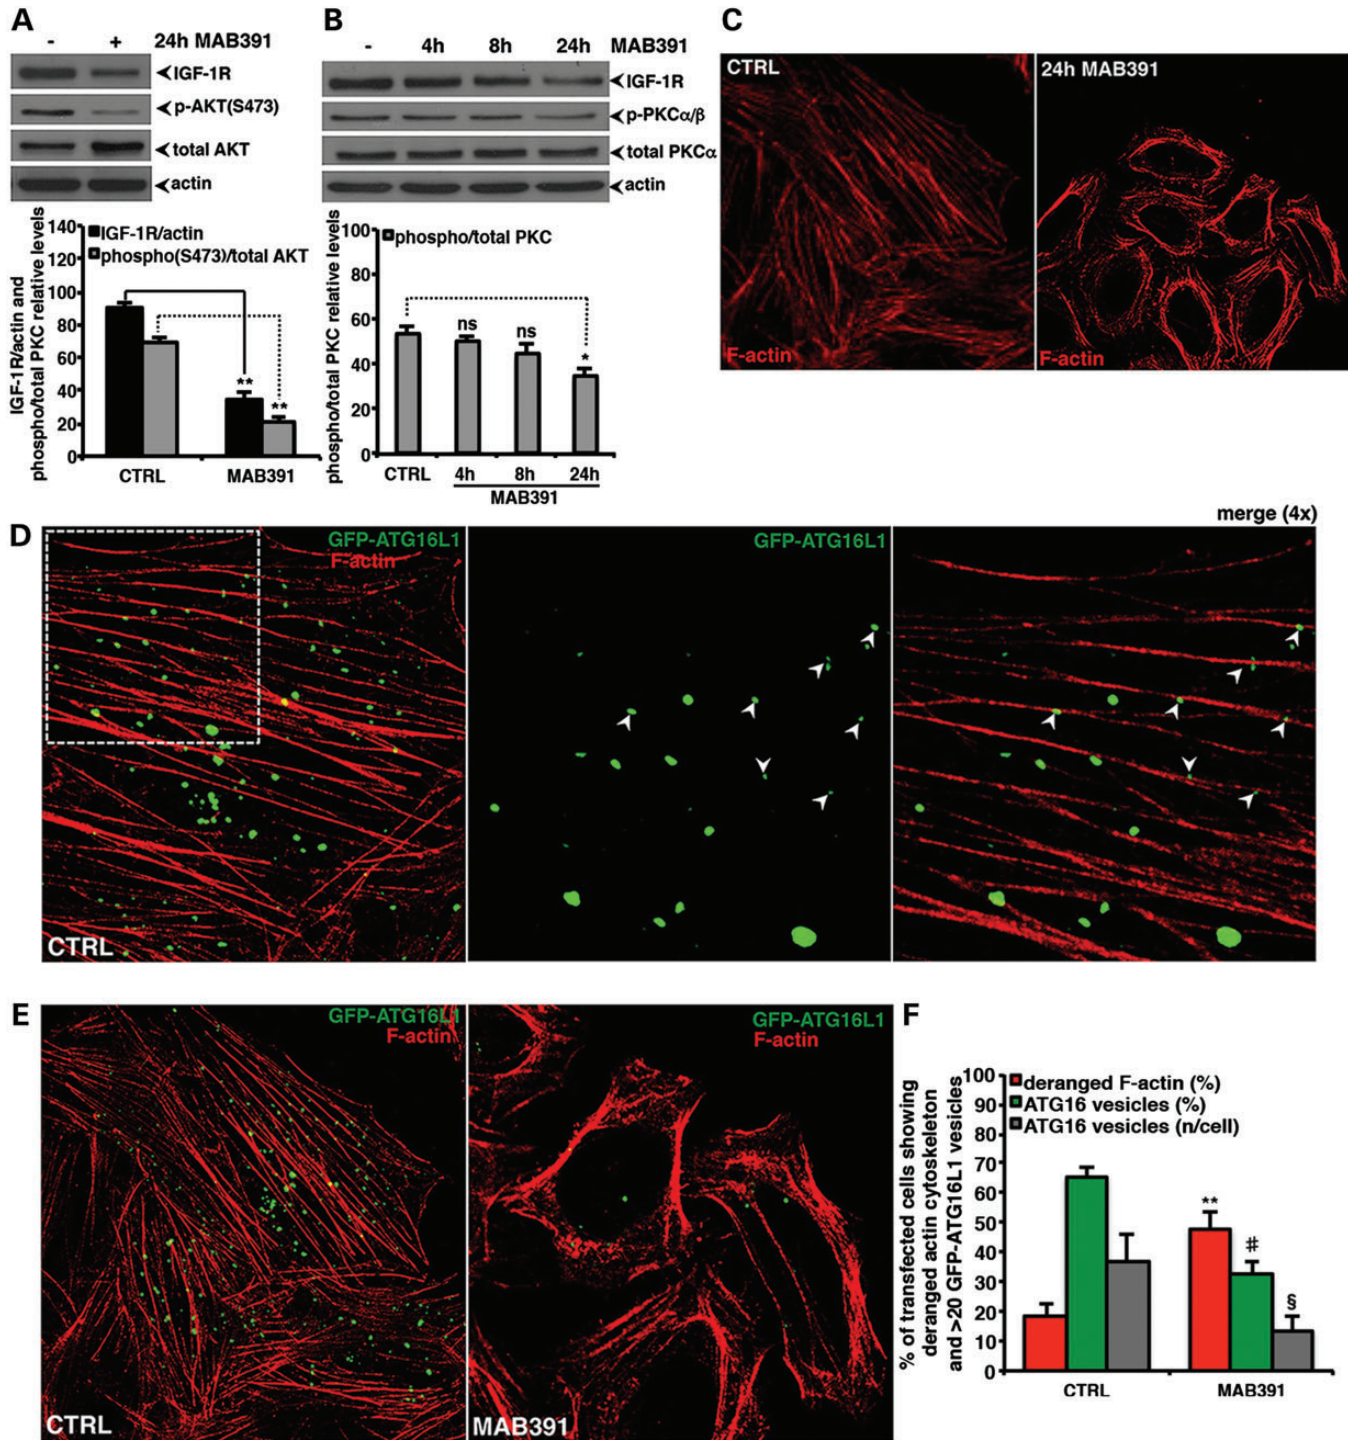 A
- + 24h MAB391
IGF-1R
p-AKT(S473)
total AKT
actin
IGF-1R/actin and
phospho/total PKC relative levels
140
120
100
80
60
40
20
0
IGF-1R/actin
phospho(S473)/total AKT
**
**
CTRL MAB391
B
- 4h 8h 24h MAB391
IGF-1R
p-PKCα/β
total PKCα
actin
phospho/total PKC relative levels
100
80
60
40
20
0
phospho/total PKC
ns
ns
*
CTRL 4h 8h 24h
MAB391
C
CTRL
F-actin
24h MAB391
F-actin
D
merge (4x)
GFP-ATG16L1
F-actin
CTRL
GFP-ATG16L1
E
GFP-ATG16L1
F-actin
CTRL
GFP-ATG16L1
F-actin
MAB391
F
% of transfected cells showing
deranged actin cytoskeleton
and >20 GFP-ATG16L1 vesicles
100
90
80
70
60
50
40
30
20
10
0
deranged F-actin (%)
ATG16 vesicles (%)
ATG16 vesicles (n/cell)
**
#
§
CTRL MAB391